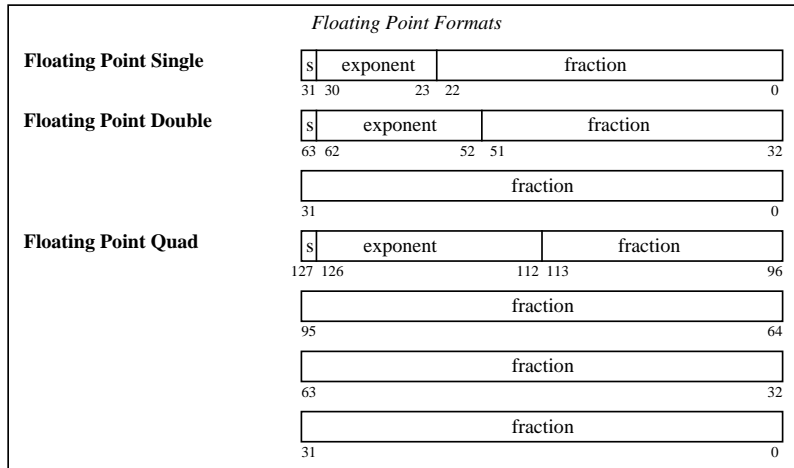 Floating Point Formats
Floating Point Single
s exponent fraction
31 30 23 22 0
Floating Point Double
s exponent fraction
63 62 52 51 32
fraction
31 0
Floating Point Quad
s exponent fraction
127 126 112 113 96
fraction
95 64
fraction
63 32
fraction
31 0